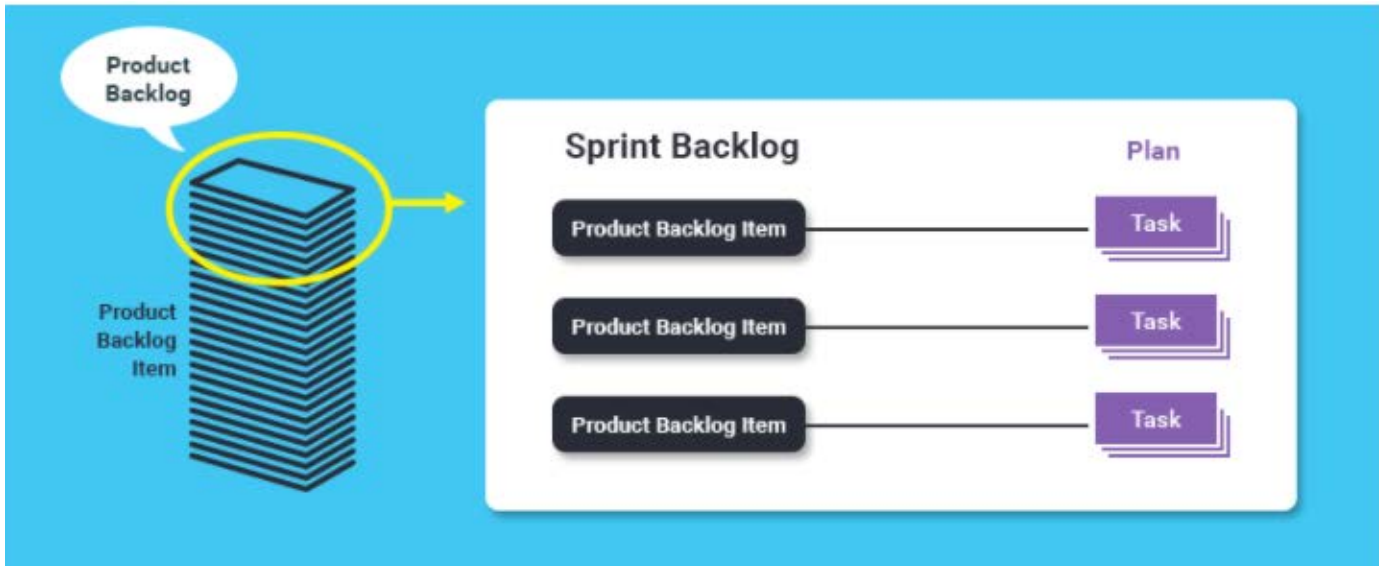 Product
Backlog
Product
Backlog
Item
Sprint Backlog
Plan
Product Backlog Item
Task
Product Backlog Item
Task
Product Backlog Item
Task